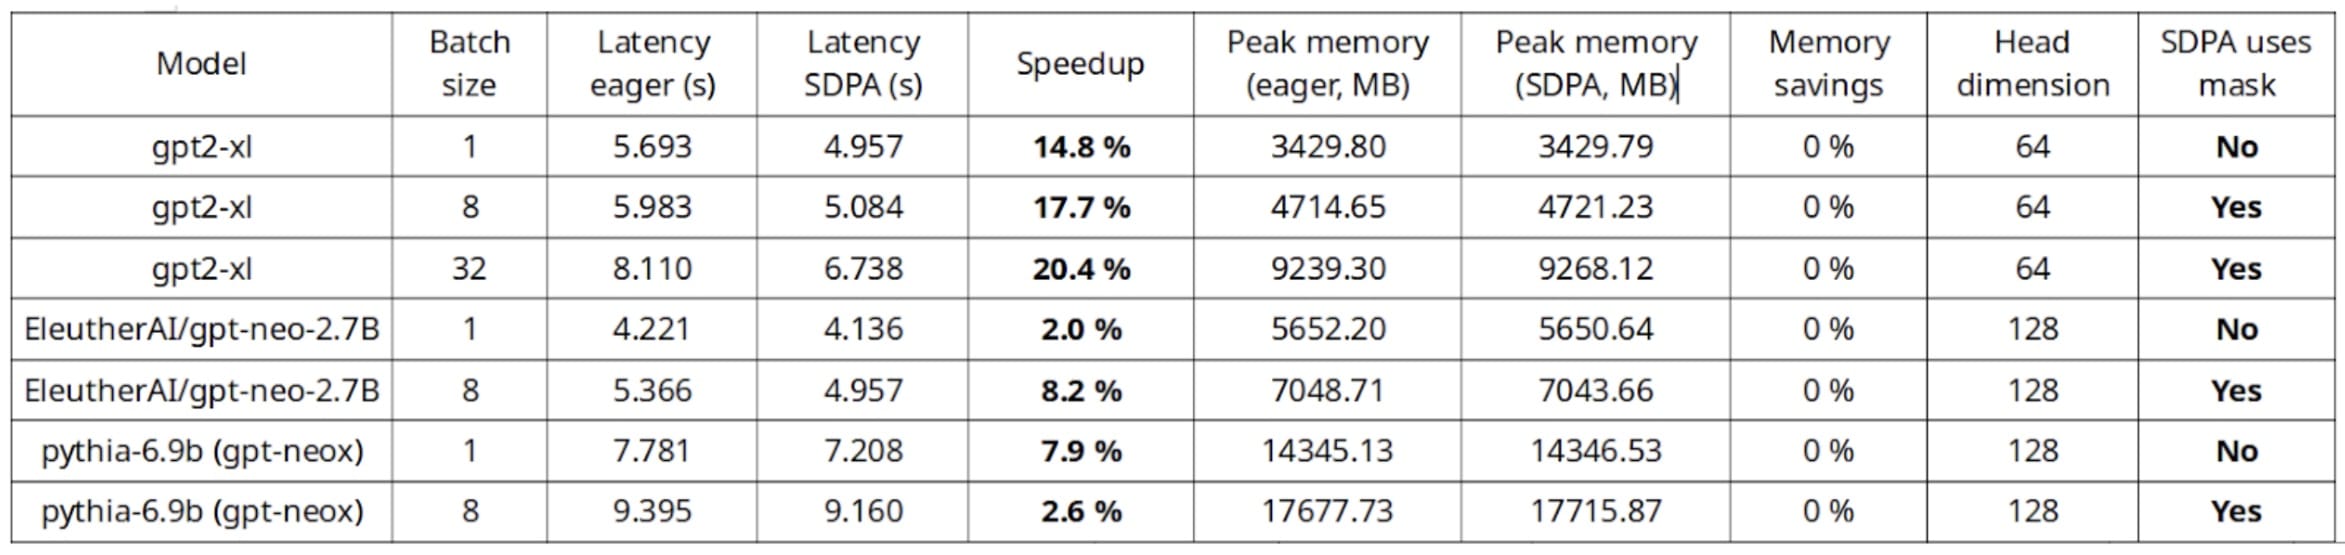 Model | Batch size | Latency eager (s) | Latency SDPA (s) | Speedup | Peak memory (eager, MB) | Peak memory (SDPA, MB) | Memory savings | Head dimension | SDPA uses mask
gpt2-xl | 1 | 5.693 | 4.957 | 14.8 % | 3429.80 | 3429.79 | 0 % | 64 | No
gpt2-xl | 8 | 5.983 | 5.084 | 17.7 % | 4714.65 | 4721.23 | 0 % | 64 | Yes
gpt2-xl | 32 | 8.110 | 6.738 | 20.4 % | 9239.30 | 9268.12 | 0 % | 64 | Yes
EleutherAI/gpt-neo-2.7B | 1 | 4.221 | 4.136 | 2.0 % | 5652.20 | 5650.64 | 0 % | 128 | No
EleutherAI/gpt-neo-2.7B | 8 | 5.366 | 4.957 | 8.2 % | 7048.71 | 7043.66 | 0 % | 128 | Yes
pythia-6.9b (gpt-neox) | 1 | 7.781 | 7.208 | 7.9 % | 14345.13 | 14346.53 | 0 % | 128 | No
pythia-6.9b (gpt-neox) | 8 | 9.395 | 9.160 | 2.6 % | 17677.73 | 17715.87 | 0 % | 128 | Yes